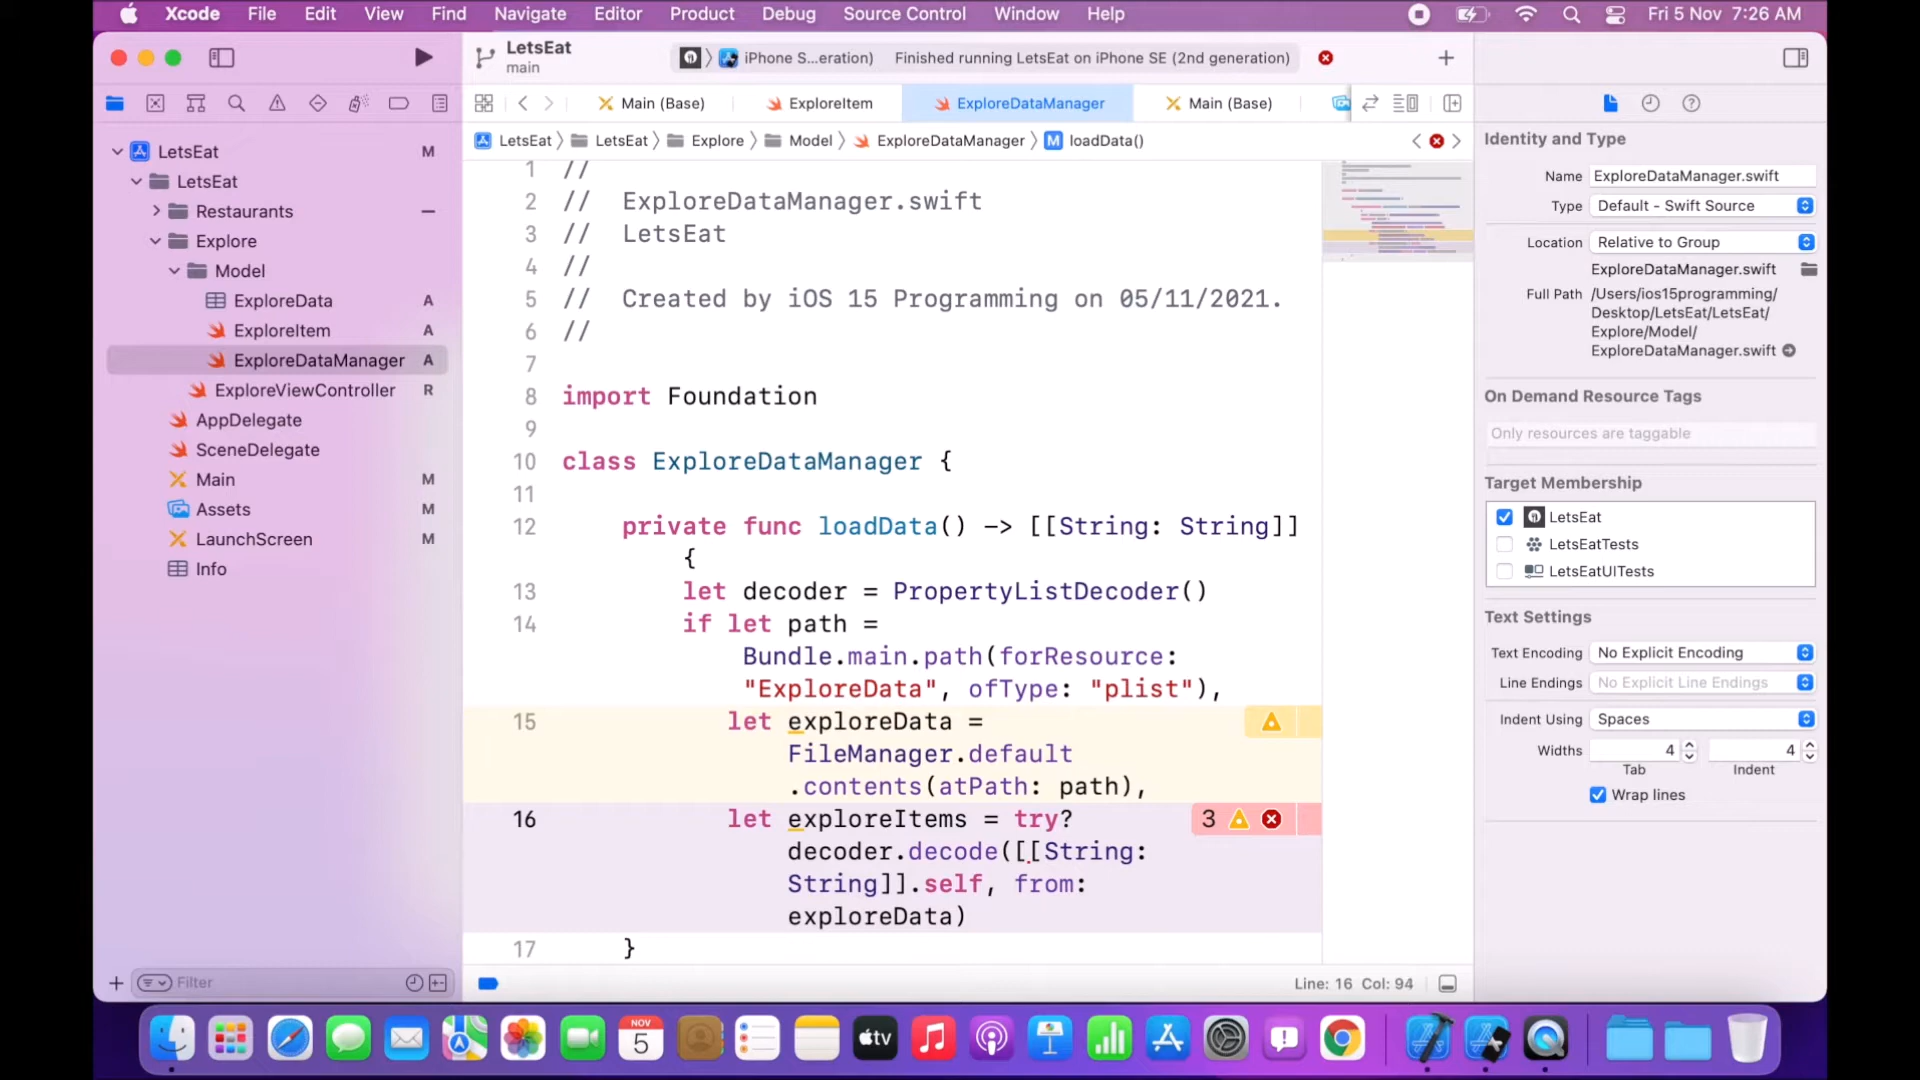 Xcode File Edit View Find Navigate Editor Product Debug Source Control Window Help Fri 5 Nov 7:26 AM
LetsEat
main
iPhone S...eration) Finished running LetsEat on iPhone SE (2nd generation)
Main (Base) ExploreItem ExploreDataManager Main (Base)
LetsEat LetsEat Explore Model ExploreDataManager M loadData()
LetsEat M
LetsEat
Restaurants
Explore
Model
ExploreData A
ExploreItem A
ExploreDataManager A
ExploreViewController R
AppDelegate
SceneDelegate
Main M
Assets M
LaunchScreen M
Info
Filter
1 //
2 // ExploreDataManager.swift
3 // LetsEat
4 //
5 // Created by iOS 15 Programming on 05/11/2021.
6 //
7
8 import Foundation
9
10 class ExploreDataManager {
11
12 private func loadData() -> [[String: String]]
{
13 let decoder = PropertyListDecoder()
14 if let path =
Bundle.main.path(forResource:
"ExploreData", ofType: "plist"),
15 let exploreData =
FileManager.default
.contents(atPath: path),
16 let exploreItems = try? 3
decoder.decode([[String:
String]].self, from:
exploreData)
17 }
Line: 16 Col: 94
Identity and Type
Name ExploreDataManager.swift
Type Default - Swift Source
Location Relative to Group
ExploreDataManager.swift
Full Path /Users/ios15programming/
Desktop/LetsEat/LetsEat/
Explore/Model/
ExploreDataManager.swift
On Demand Resource Tags
Only resources are taggable
Target Membership
LetsEat
LetsEatTests
LetsEatUITests
Text Settings
Text Encoding No Explicit Encoding
Line Endings No Explicit Line Endings
Indent Using Spaces
Widths 4 4
Tab Indent
Wrap lines
NOV
5
tv